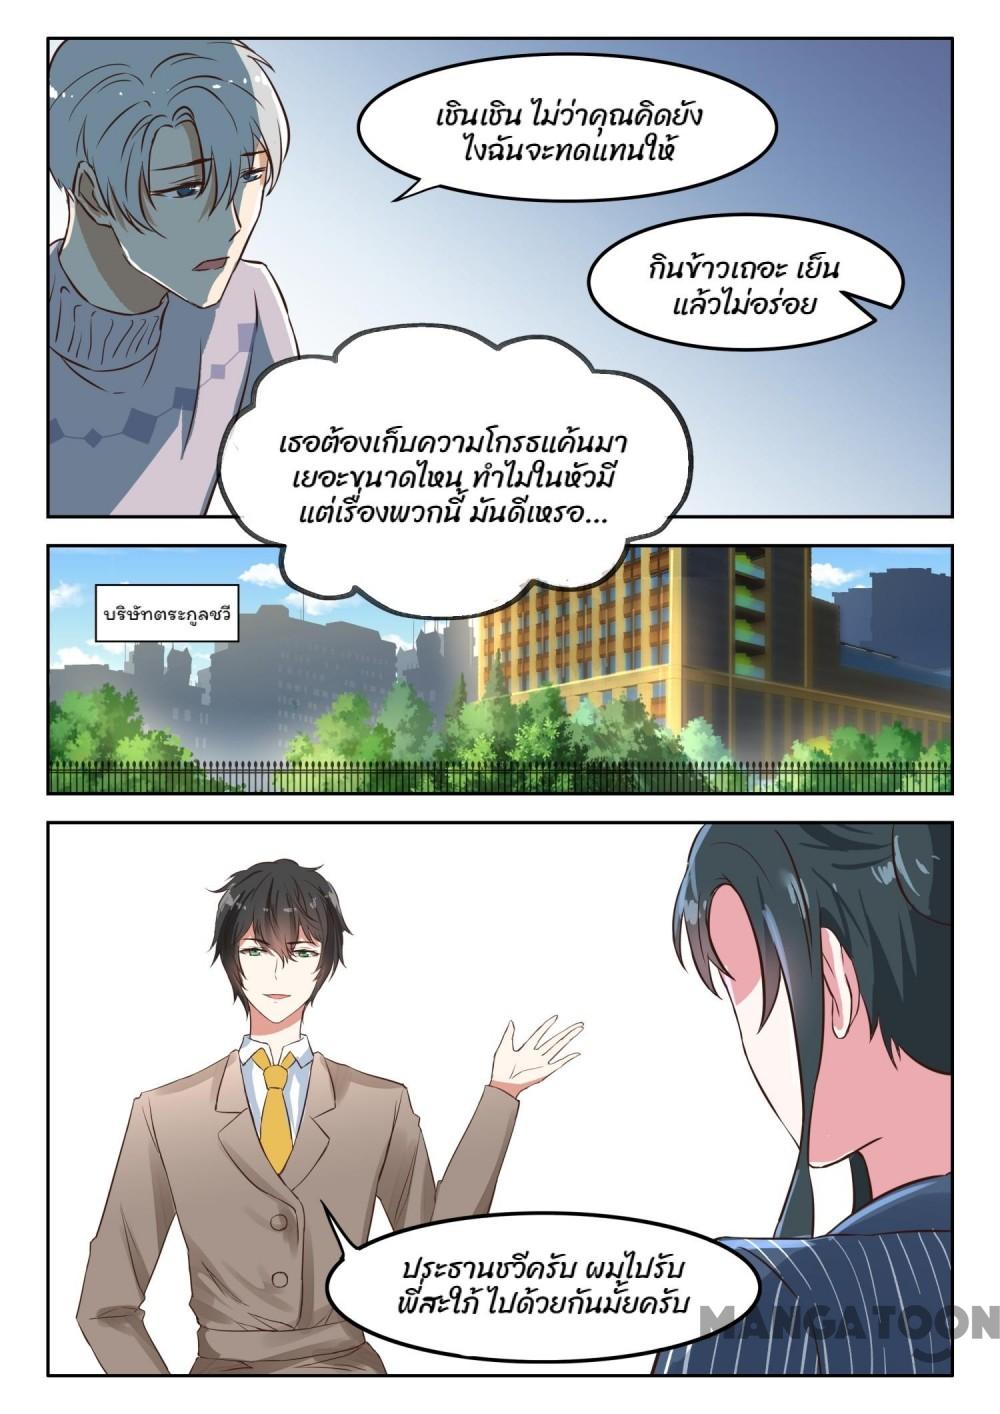 เชินเชิน ไม่ว่าคุณคิดยัง
ไงฉันจะทดแทนให้
กินข้าวเถอะ เย็น
แล้วไม่อร่อย
เธอต้องเก็บความโกรธแค้นมา
เยอะขนาดไหน ทำไมในหัวมี
แต่เรื่องพวกนี้ มันดีเหรอ...
บริษัทตระกูลชวี
ประธานชวีครับ ผมไปรับ
พี่สะใภ้ ไปด้วยกันมั้ยครับ
MANGATOON